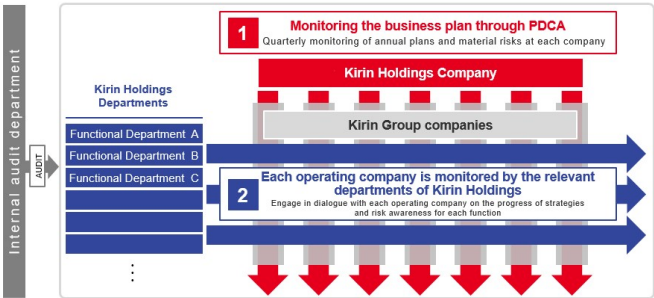 Internal audit department
AUDIT
Kirin Holdings
Departments
Functional Department A
Functional Department B
Functional Department C
1
Monitoring the business plan through PDCA
Quarterly monitoring of annual plans and material risks at each company
Kirin Holdings Company
Kirin Group companies
2
Each operating company is monitored by the relevant
departments of Kirin Holdings
Engage in dialogue with each operating company on the progress of strategies
and risk awareness for each function